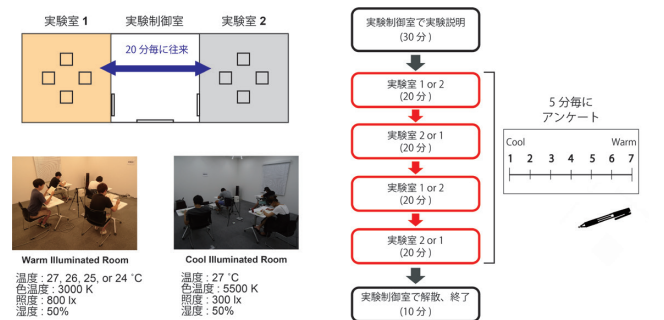 実験室 1
実験制御室
実験室 2
20 分毎に往来
Warm Illuminated Room
温度 : 27, 26, 25, or 24 ˚C
色温度 : 3000 K
照度 : 800 lx
湿度 : 50%
Cool Illuminated Room
温度 : 27 ˚C
色温度 : 5500 K
照度 : 300 lx
湿度 : 50%
実験制御室で実験説明
(30 分 )
実験室 1 or 2
(20 分 )
実験室 2 or 1
(20 分 )
実験室 1 or 2
(20 分 )
実験室 2 or 1
(20 分 )
実験制御室で解散、終了
(10 分 )
5 分毎に
アンケート
Cool Warm
1 2 3 4 5 6 7